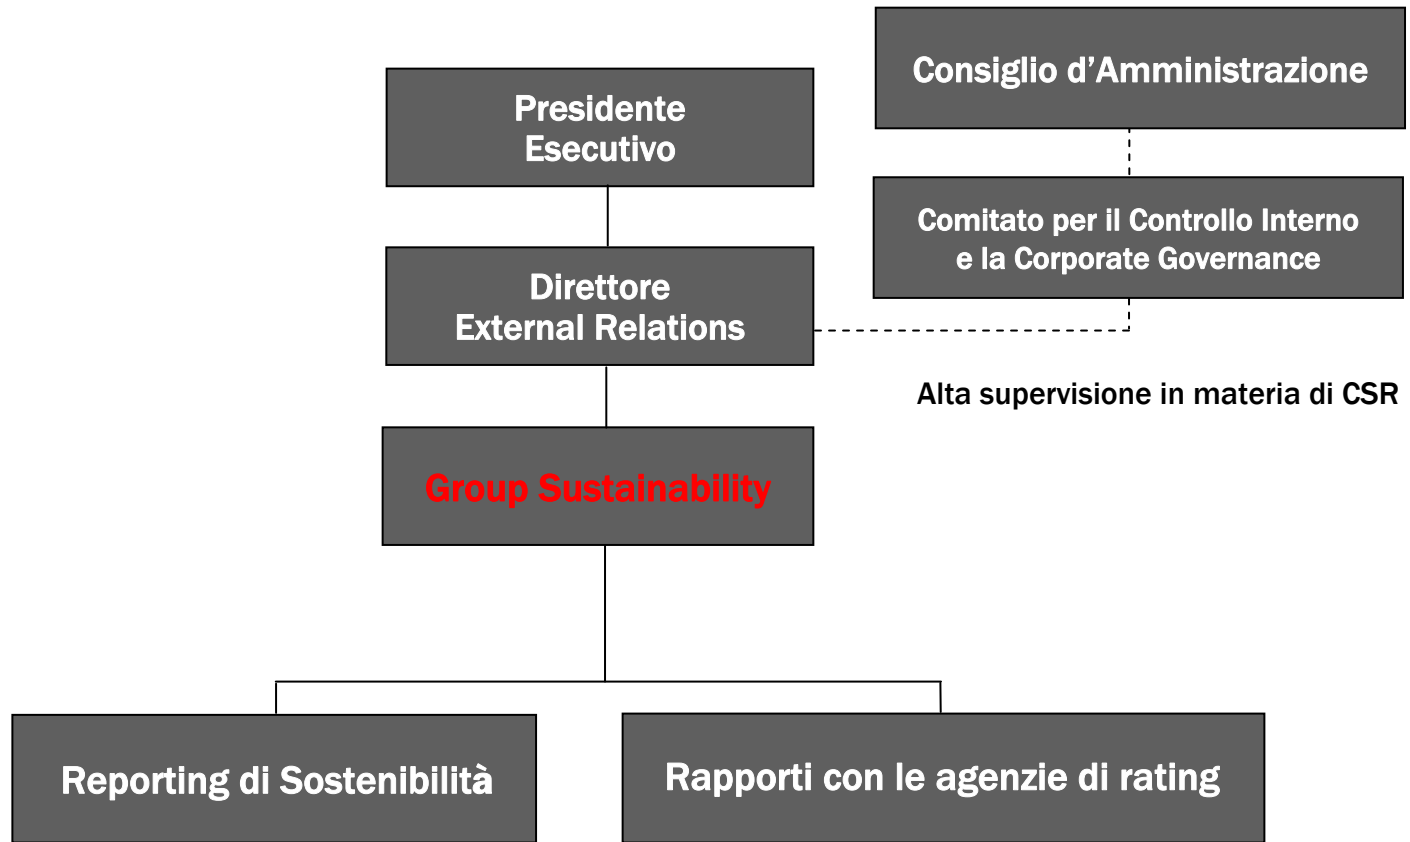 Consiglio d’Amministrazione
Presidente
Esecutivo
Comitato per il Controllo Interno
e la Corporate Governance
Direttore
External Relations
Alta supervisione in materia di CSR
Group Sustainability
Reporting di Sostenibilità
Rapporti con le agenzie di rating